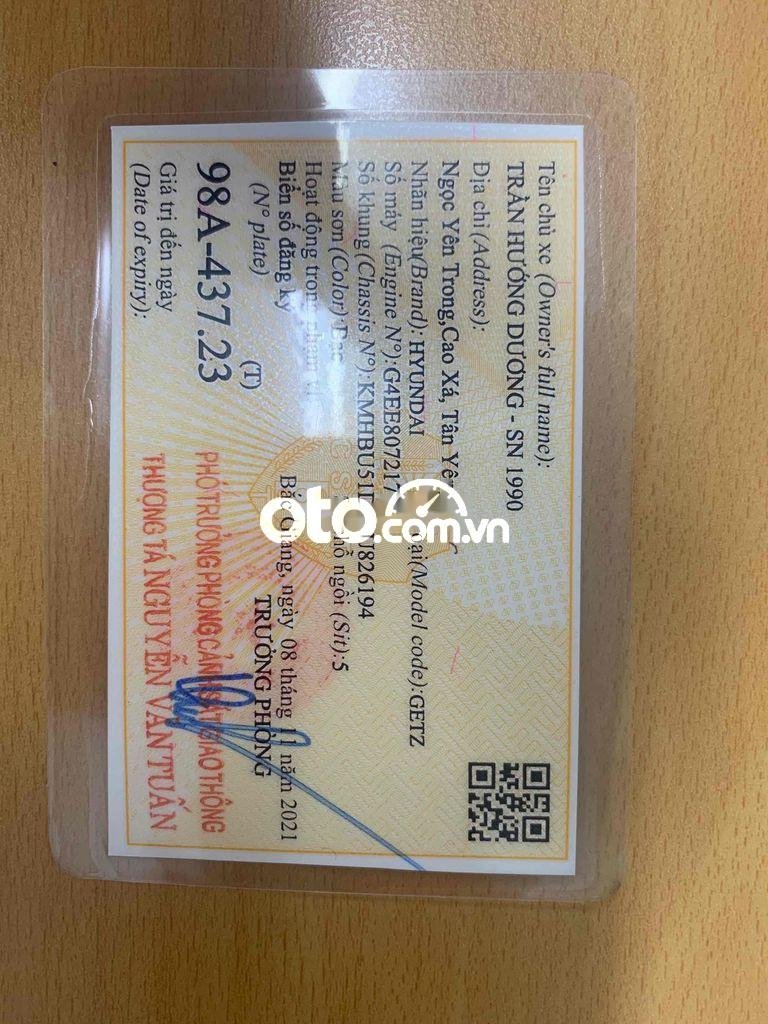 Tên chủ xe (Owner's full name):
TRẦN HƯỚNG DƯƠNG - SN 1990
Địa chỉ (Address):
Ngọc Yên Trong,Cao Xá, Tân
Nhãn hiệu(Brand):HYUNDAI (Model code):GETZ
Số máy (Engine N°):
Số khung(Chassis N°):
Màu sơn (Color): ngồi (Sit):5
Hoạt động trong phạm vi
Biển số đăng ký Bắc Giang, ngày 08 tháng 11 năm 2021
(N° plate) TRƯỞNG PHÒNG
(T)
98A-437.23
PHÓ TRƯỞNG PHÒNG CẢNH SÁT GIAO THÔNG
Giá trị đến ngày
(Date of expiry):
THƯỢNG TÁ NGUYỄN VĂN TUẤN
oto.com.vn